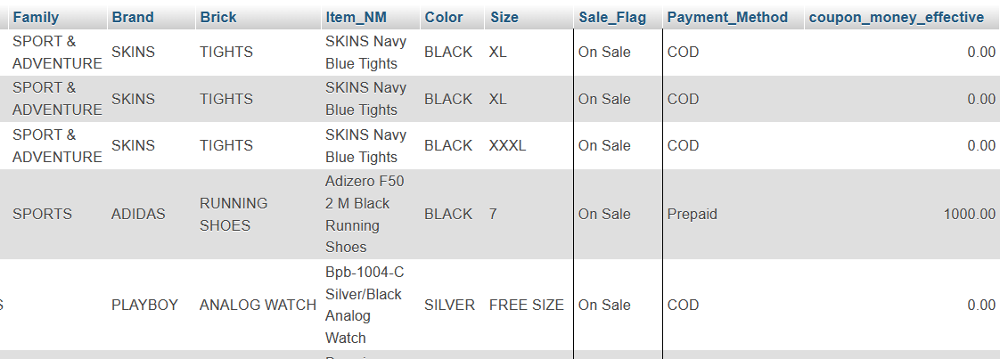 Family Brand Brick Item_NM Color Size Sale_Flag Payment_Method coupon_money_effective
SPORT & ADVENTURE SKINS TIGHTS SKINS Navy Blue Tights BLACK XL On Sale COD 0.00
SPORT & ADVENTURE SKINS TIGHTS SKINS Navy Blue Tights BLACK XL On Sale COD 0.00
SPORT & ADVENTURE SKINS TIGHTS SKINS Navy Blue Tights BLACK XXXL On Sale COD 0.00
SPORTS ADIDAS RUNNING SHOES Adizero F50 2 M Black Running Shoes BLACK 7 On Sale Prepaid 1000.00
PLAYBOY ANALOG WATCH Bpb-1004-C Silver/Black Analog Watch SILVER FREE SIZE On Sale COD 0.00